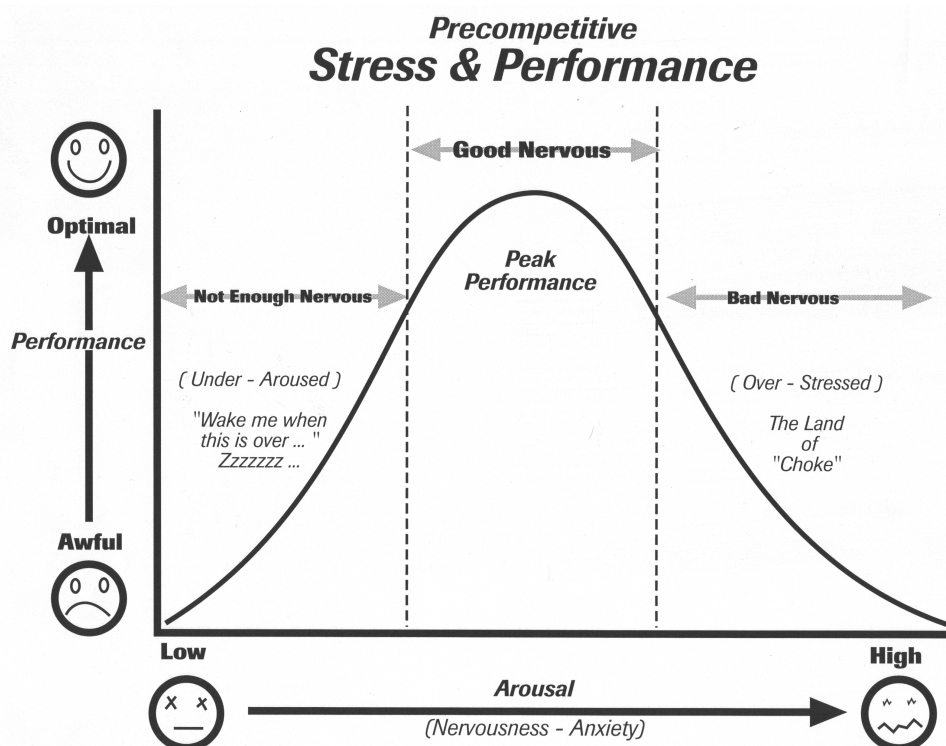 Precompetitive
Stress & Performance
Good Nervous
Optimal
Peak
Performance
Not Enough Nervous
Bad Nervous
Performance
( Under - Aroused )
"Wake me when
this is over ... "
Zzzzzzz ...
( Over - Stressed )
The Land
of
"Choke"
Awful
Low
High
Arousal
(Nervousness - Anxiety)